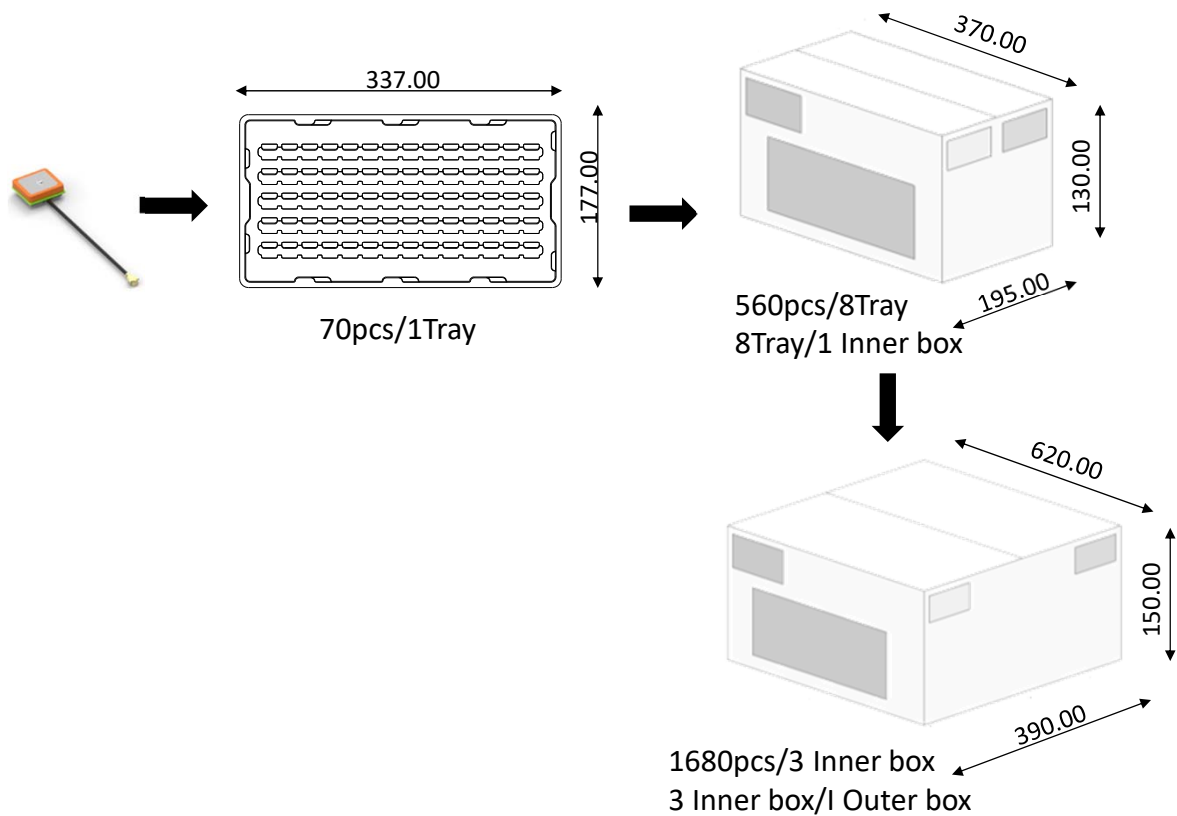 337.00
177.00
70pcs/1Tray
370.00
130.00
195.00
560pcs/8Tray
8Tray/1 Inner box
620.00
150.00
390.00
1680pcs/3 Inner box
3 Inner box/I Outer box